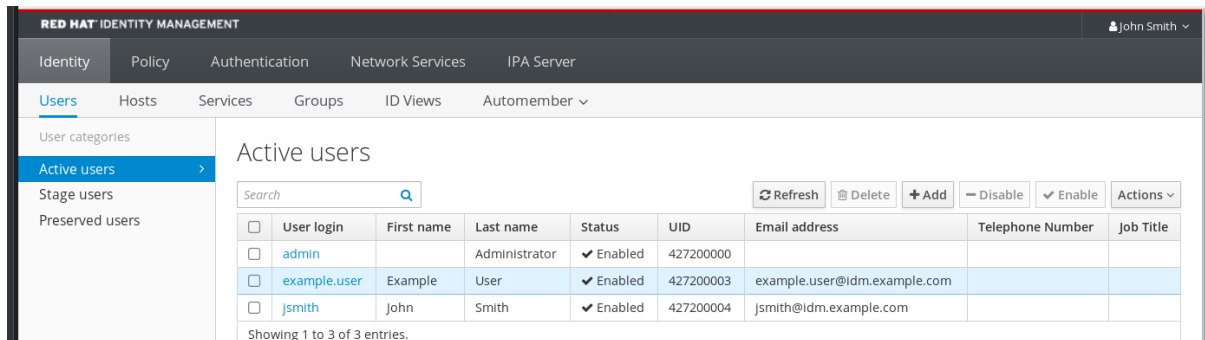 RED HAT® IDENTITY MANAGEMENT John Smith
Identity Policy Authentication Network Services IPA Server
Users Hosts Services Groups ID Views Automember
User categories
Active users
Stage users
Preserved users
Active users
Search Refresh Delete Add Disable Enable Actions
User login First name Last name Status UID Email address Telephone Number Job Title
admin Administrator Enabled 427200000
example.user Example User Enabled 427200003 example.user@idm.example.com
jsmith John Smith Enabled 427200004 jsmith@idm.example.com
Showing 1 to 3 of 3 entries.